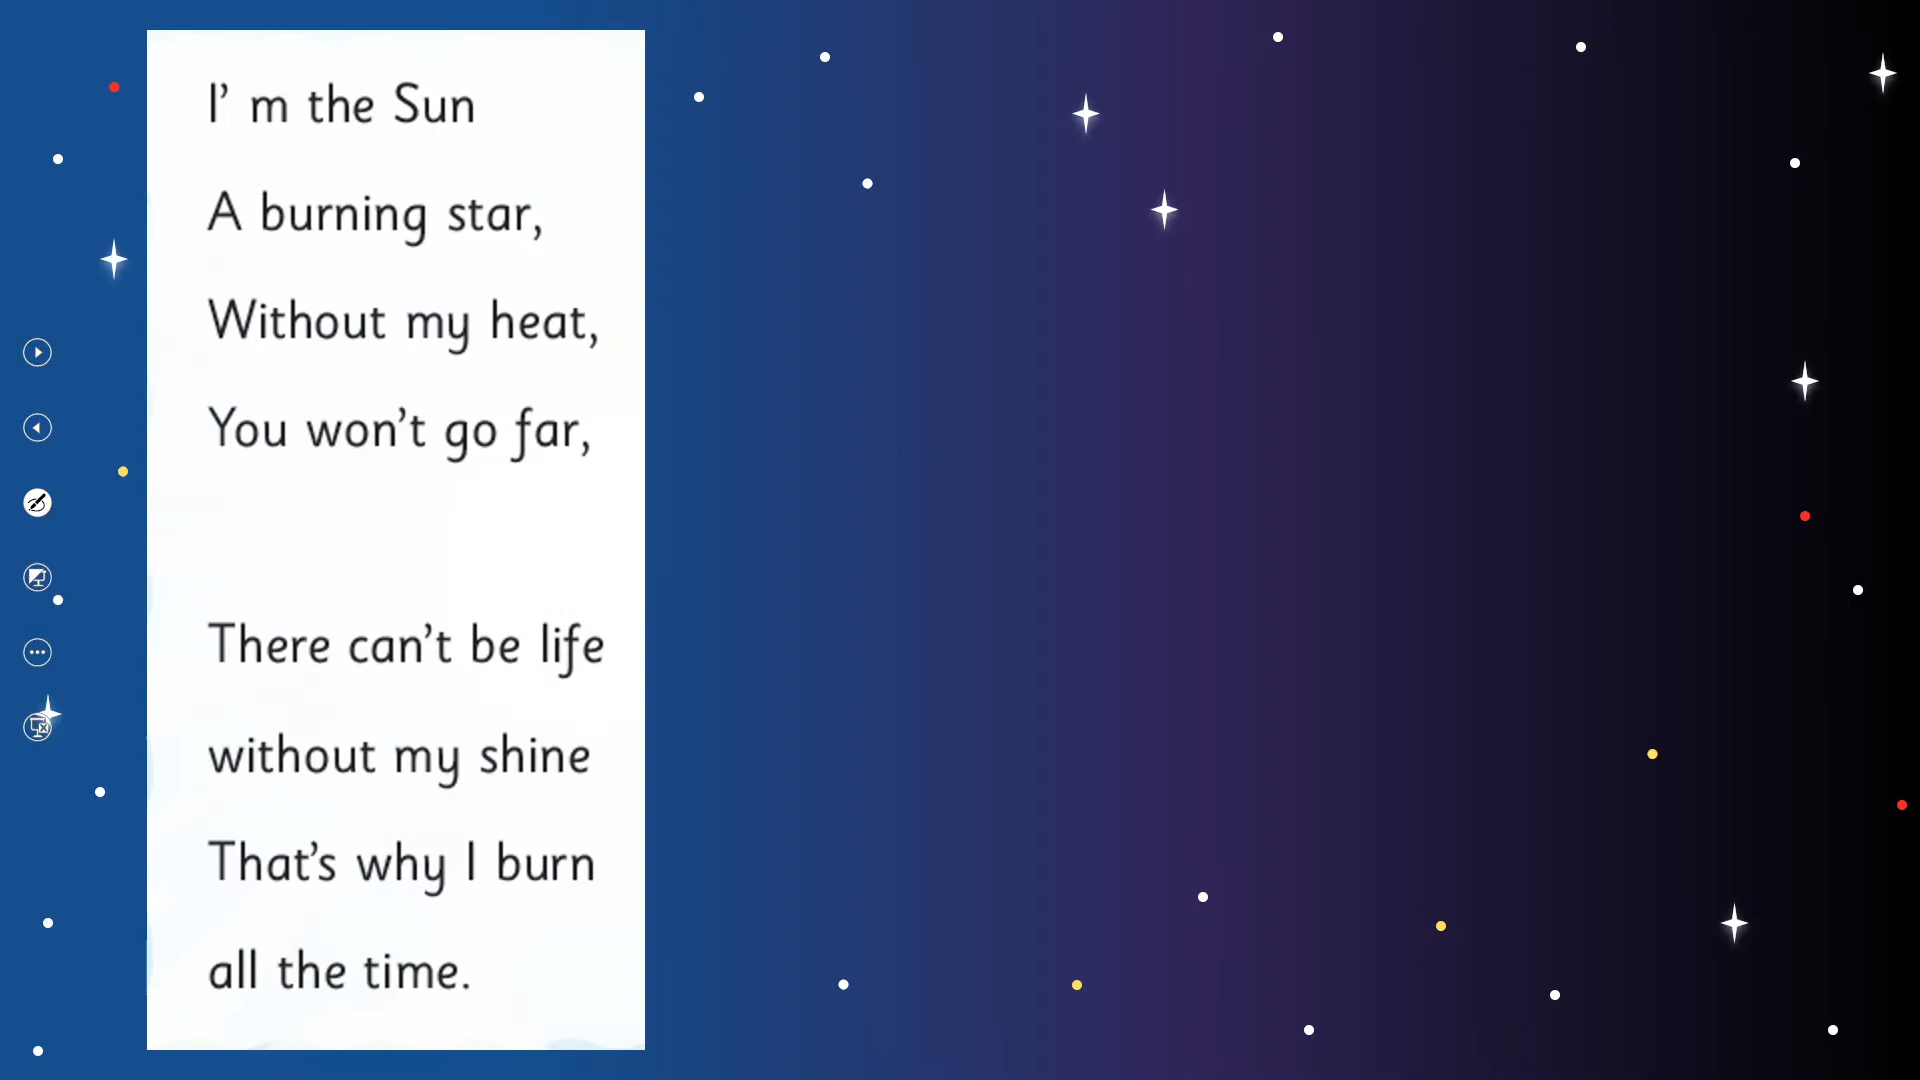 I’ m the Sun
A burning star,
Without my heat,
You won’t go far,
There can’t be life
without my shine
That’s why I burn
all the time.